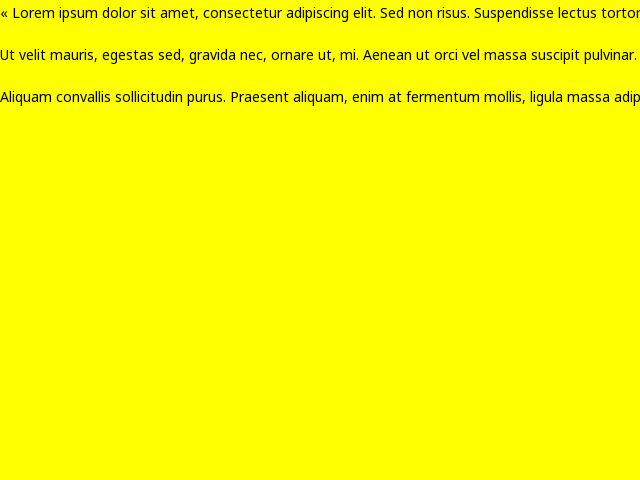 « Lorem ipsum dolor sit amet, consectetur adipiscing elit. Sed non risus. Suspendisse lectus tortor
Ut velit mauris, egestas sed, gravida nec, ornare ut, mi. Aenean ut orci vel massa suscipit pulvinar.
Aliquam convallis sollicitudin purus. Praesent aliquam, enim at fermentum mollis, ligula massa adip